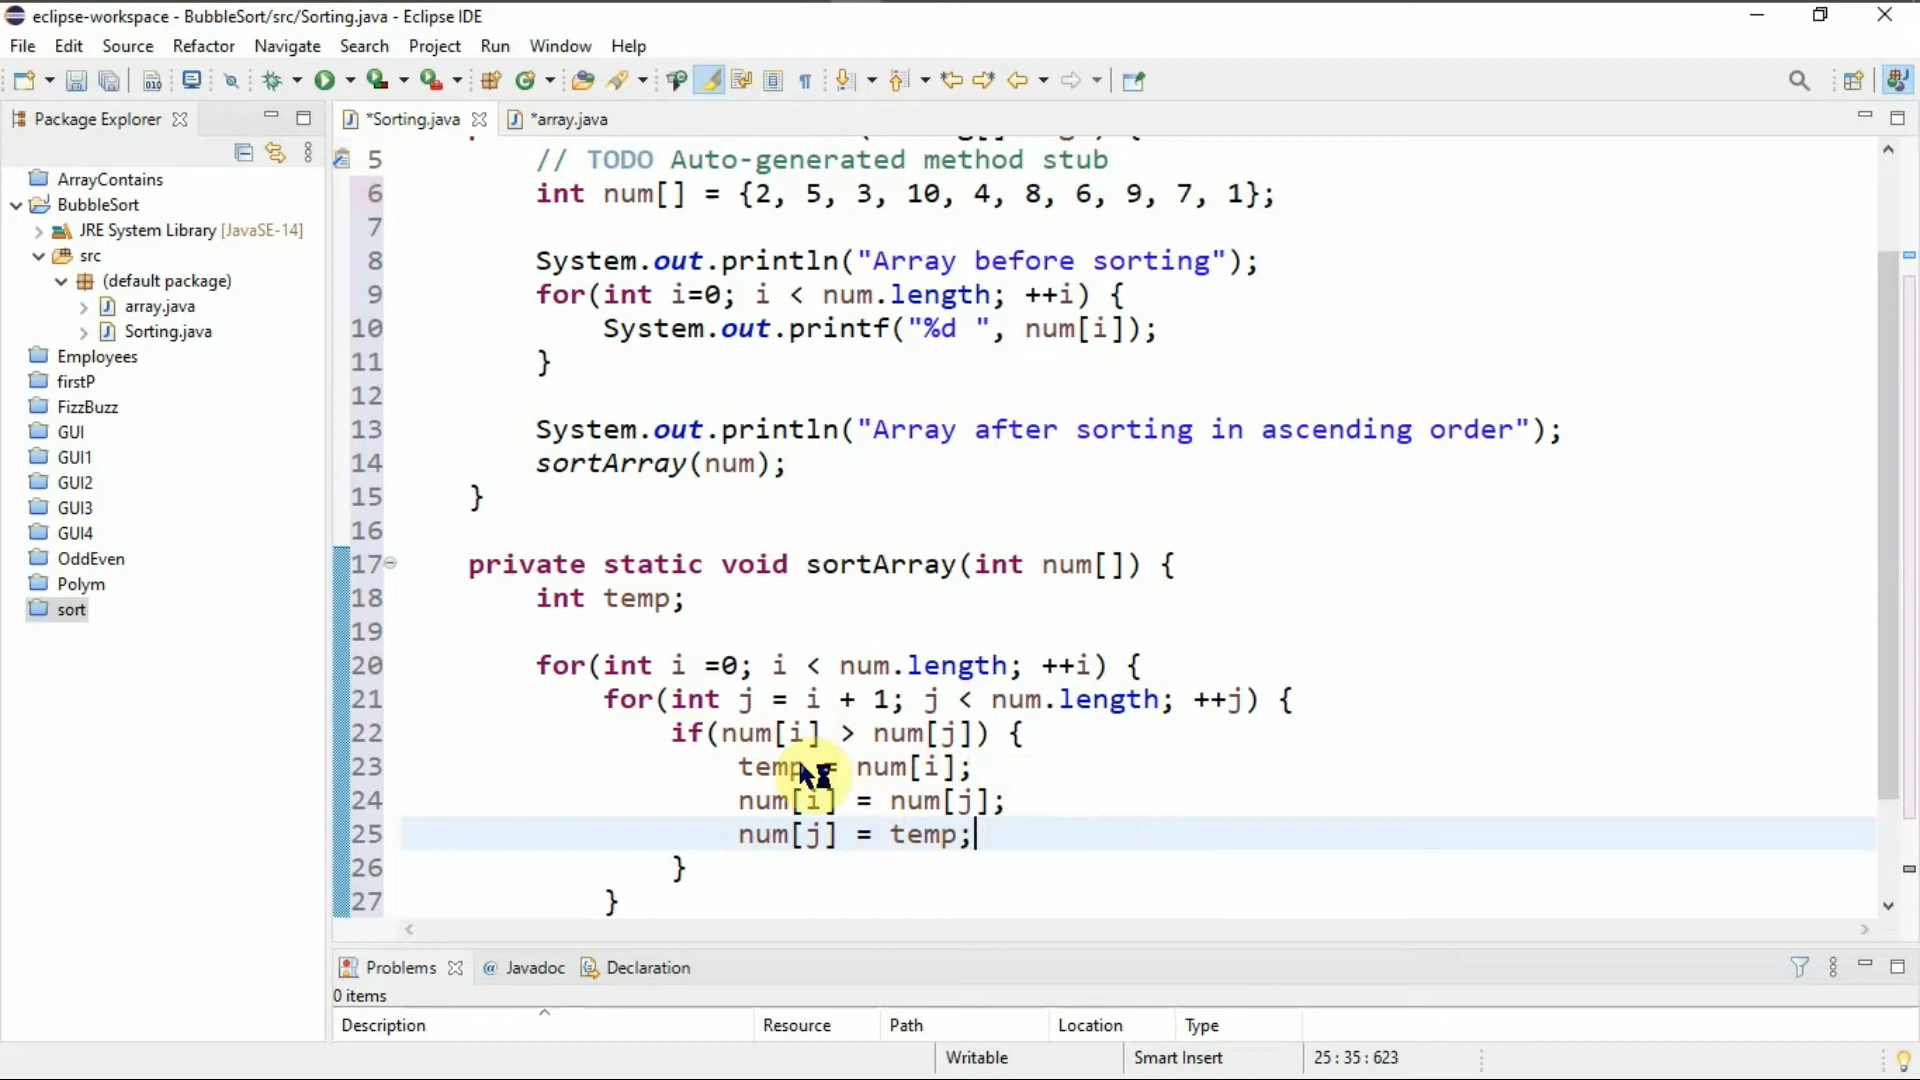 eclipse-workspace - BubbleSort/src/Sorting.java - Eclipse IDE
File Edit Source Refactor Navigate Search Project Run Window Help
Package Explorer
*Sorting.java
*array.java
ArrayContains
BubbleSort
JRE System Library [JavaSE-14]
src
(default package)
array.java
Sorting.java
Employees
firstP
FizzBuzz
GUI
GUI1
GUI2
GUI3
GUI4
OddEven
Polym
sort
5 // TODO Auto-generated method stub
6 int num[] = {2, 5, 3, 10, 4, 8, 6, 9, 7, 1};
7
8 System.out.println("Array before sorting");
9 for(int i=0; i < num.length; ++i) {
10 System.out.printf("%d ", num[i]);
11 }
12
13 System.out.println("Array after sorting in ascending order");
14 sortArray(num);
15 }
16
17 private static void sortArray(int num[]) {
18 int temp;
19
20 for(int i =0; i < num.length; ++i) {
21 for(int j = i + 1; j < num.length; ++j) {
22 if(num[i] > num[j]) {
23 temp = num[i];
24 num[i] = num[j];
25 num[j] = temp;
26 }
27 }
Problems @ Javadoc Declaration
0 items
Description Resource Path Location Type
Writable Smart Insert 25 : 35 : 623